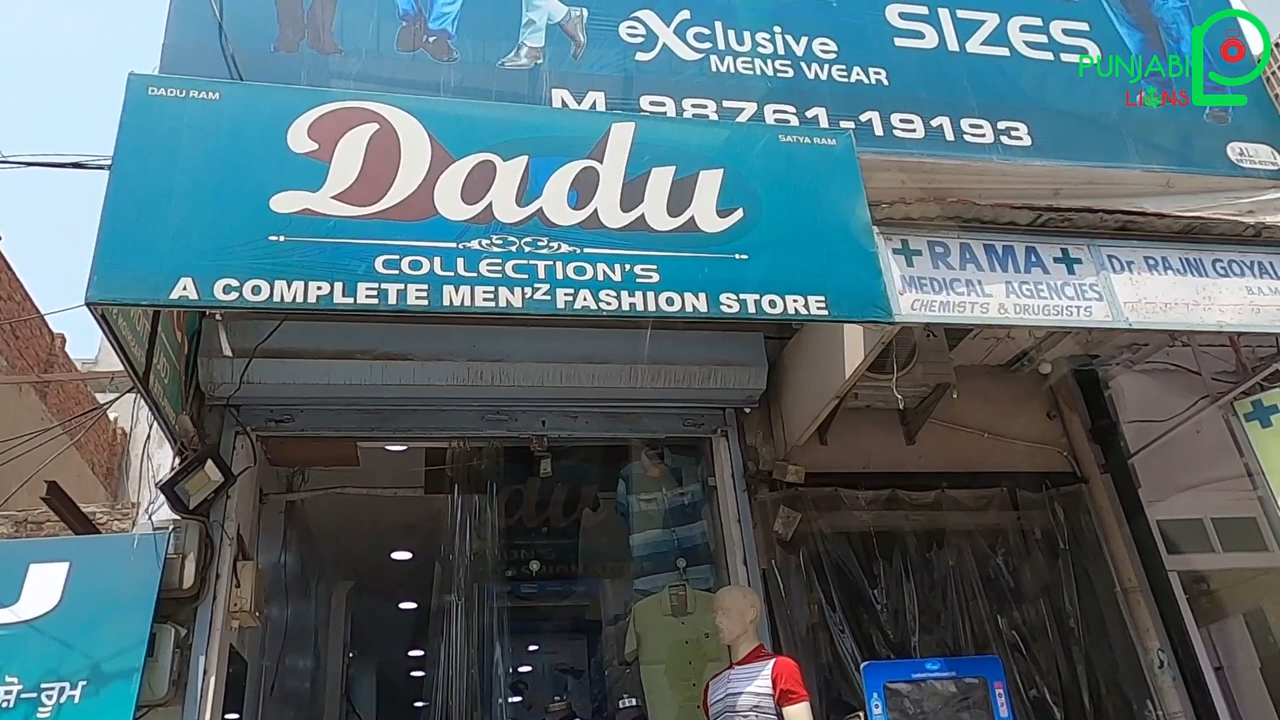 eXclusive
MENS WEAR
SIZES
M. 98761-19193
PUNJABI
LIONS
DADU RAM
SATYA RAM
Dadu
COLLECTION'S
A COMPLETE MEN'Z FASHION STORE
+RAMA+
MEDICAL AGENCIES
CHEMISTS & DRUGSISTS
Dr. RAJNI GOYAL
B.A.M.
ਸ਼ੋ-ਰੂਮ